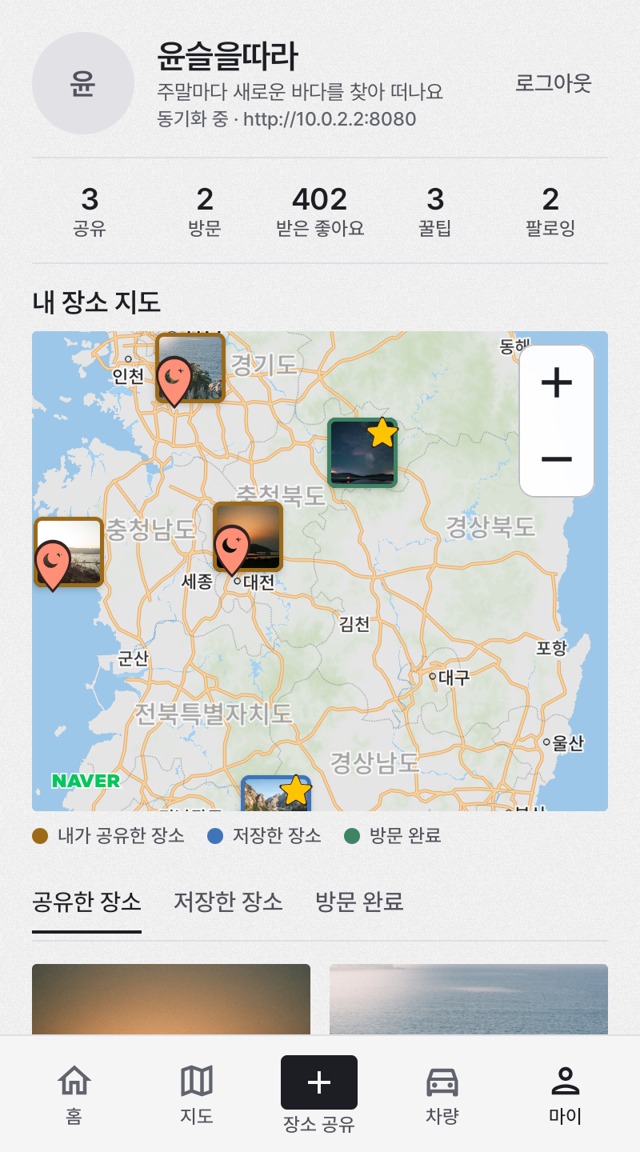 윤
윤슬을따라
주말마다 새로운 바다를 찾아 떠나요
동기화 중 · http://10.0.2.2:8080
로그아웃
3
공유
2
방문
402
받은 좋아요
3
꿀팁
2
팔로잉
내 장소 지도
동해
인천
경기도
+
−
충청북도
충청남도
경상북도
세종
대전
김천
군산
포항
대구
전북특별자치도
울산
경상남도
NAVER
내가 공유한 장소
저장한 장소
방문 완료
공유한 장소
저장한 장소
방문 완료
홈
지도
+
장소 공유
차량
마이